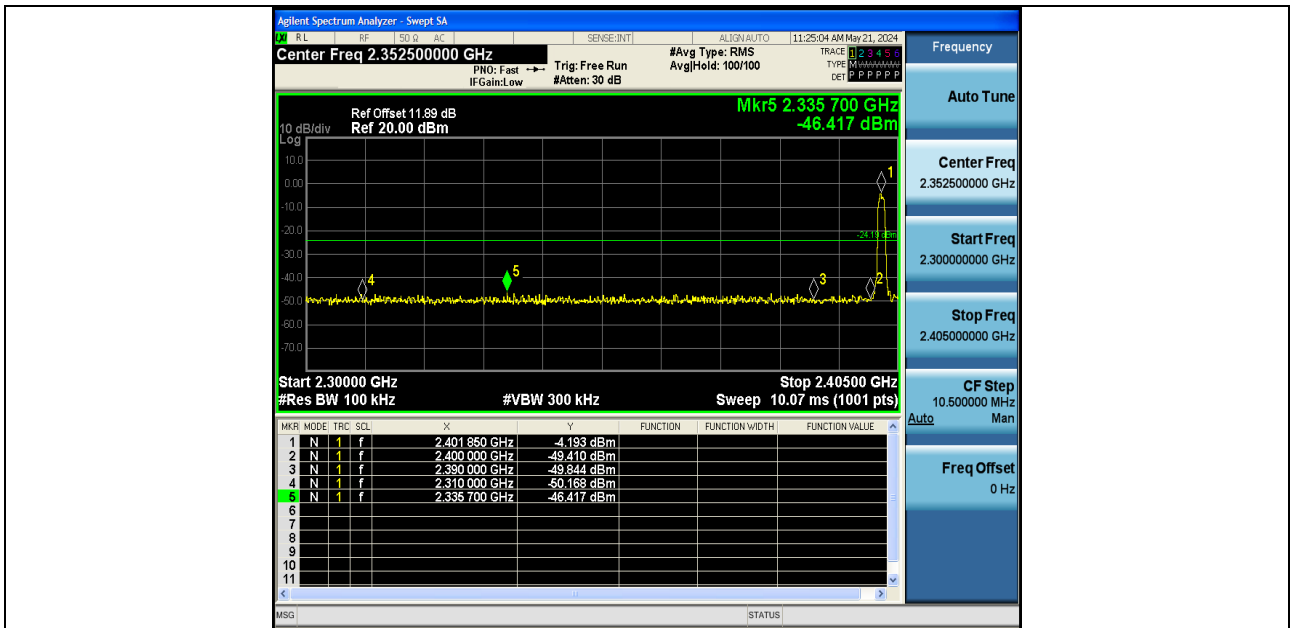 Agilent Spectrum Analyzer - Swept SA
RL RF 50 Ω AC SENSE:INT ALIGN AUTO 11:25:04 AM May 21, 2024
Center Freq 2.352500000 GHz
PNO: Fast
IFGain:Low
Trig: Free Run
#Atten: 30 dB
#Avg Type: RMS
Avg|Hold: 100/100
TRACE 1 2 3 4 5 6
TYPE M
DET P P P P P P
Mkr5 2.335 700 GHz
-46.417 dBm
Ref Offset 11.89 dB
10 dB/div Ref 20.00 dBm
Log
10.0
0.00
-10.0
-20.0
-30.0
-40.0
-50.0
-60.0
-70.0
1
-24.19 dBm
4
5
3
2
Start 2.30000 GHz Stop 2.40500 GHz
#Res BW 100 kHz #VBW 300 kHz Sweep 10.07 ms (1001 pts)
MKR MODE TRC SCL X Y FUNCTION FUNCTION WIDTH FUNCTION VALUE
1 N 1 f 2.401 850 GHz -4.193 dBm
2 N 1 f 2.400 000 GHz -49.410 dBm
3 N 1 f 2.390 000 GHz -49.844 dBm
4 N 1 f 2.310 000 GHz -50.168 dBm
5 N 1 f 2.335 700 GHz -46.417 dBm
6
7
8
9
10
11
MSG STATUS
Frequency
Auto Tune
Center Freq
2.352500000 GHz
Start Freq
2.300000000 GHz
Stop Freq
2.405000000 GHz
CF Step
10.500000 MHz
Auto Man
Freq Offset
0 Hz